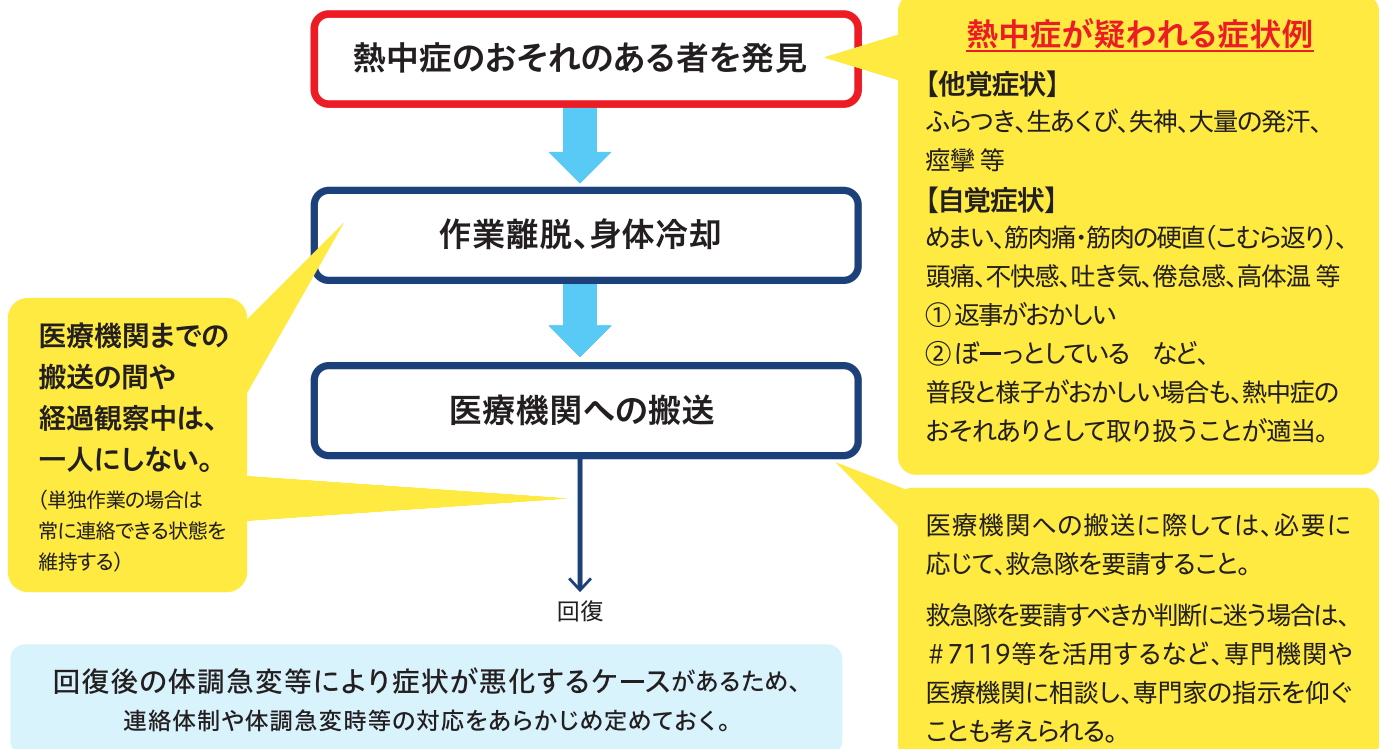 熱中症のおそれのある者を発見
熱中症が疑われる症状例
【他覚症状】
ふらつき、生あくび、失神、大量の発汗、
痙攣 等
【自覚症状】
めまい、筋肉痛・筋肉の硬直(こむら返り)、
頭痛、不快感、吐き気、倦怠感、高体温 等
①返事がおかしい
②ぼーっとしている　など、
普段と様子がおかしい場合も、熱中症の
おそれありとして取り扱うことが適当。
作業離脱、身体冷却
医療機関までの
搬送の間や
経過観察中は、
一人にしない。
(単独作業の場合は
常に連絡できる状態を
維持する)
医療機関への搬送
医療機関への搬送に際しては、必要に
応じて、救急隊を要請すること。
救急隊を要請すべきか判断に迷う場合は、
#7119等を活用するなど、専門機関や
医療機関に相談し、専門家の指示を仰ぐ
ことも考えられる。
回復
回復後の体調急変等により症状が悪化するケースがあるため、
連絡体制や体調急変時等の対応をあらかじめ定めておく。